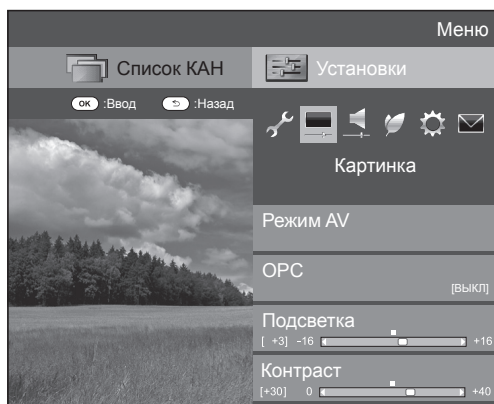 Меню
Список КАН
Установки
OK :Ввод
:Назад
Картинка
Режим AV
OPC
[ВЫКЛ]
Подсветка
[ +3] -16 +16
Контраст
[+30] 0 +40